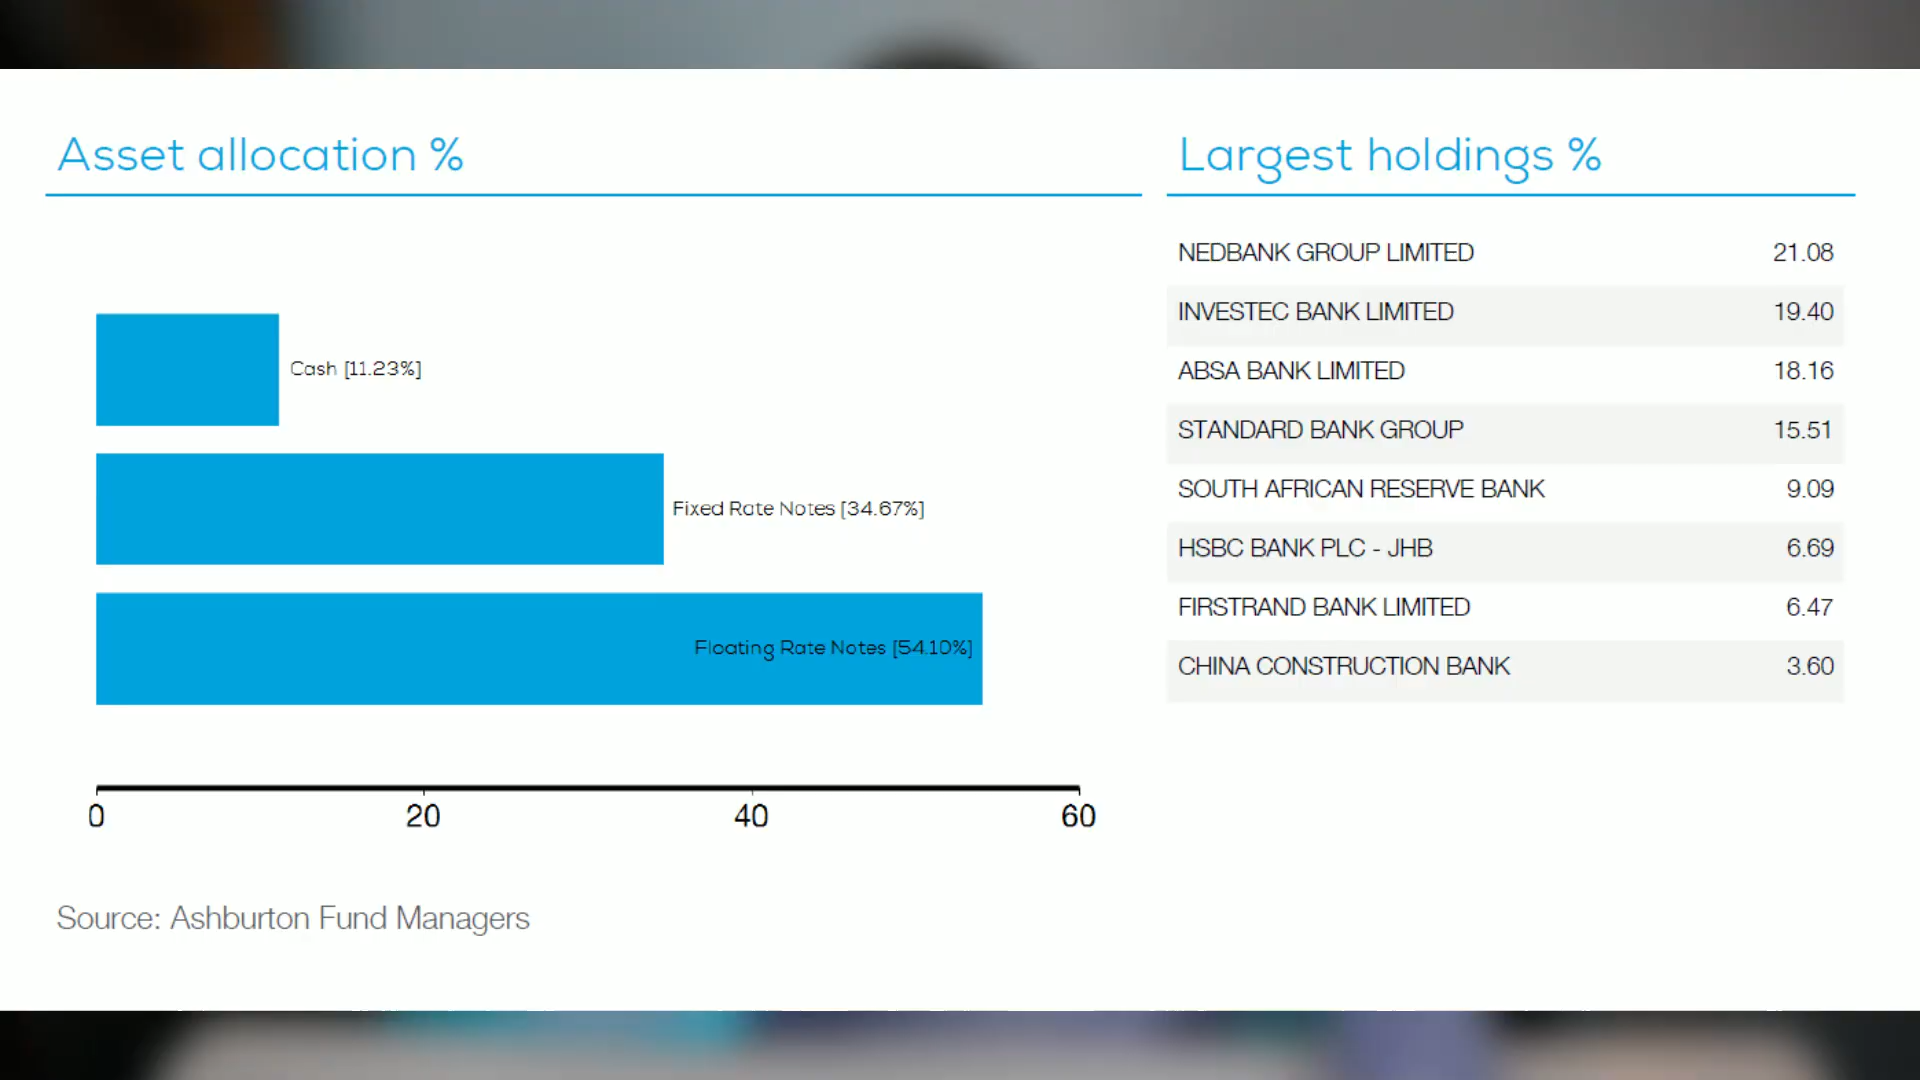 Asset allocation %
Cash [11.23%]
Fixed Rate Notes [34.67%]
Floating Rate Notes [54.10%]
0 20 40 60
Source: Ashburton Fund Managers
Largest holdings %
NEDBANK GROUP LIMITED 21.08
INVESTEC BANK LIMITED 19.40
ABSA BANK LIMITED 18.16
STANDARD BANK GROUP 15.51
SOUTH AFRICAN RESERVE BANK 9.09
HSBC BANK PLC - JHB 6.69
FIRSTRAND BANK LIMITED 6.47
CHINA CONSTRUCTION BANK 3.60